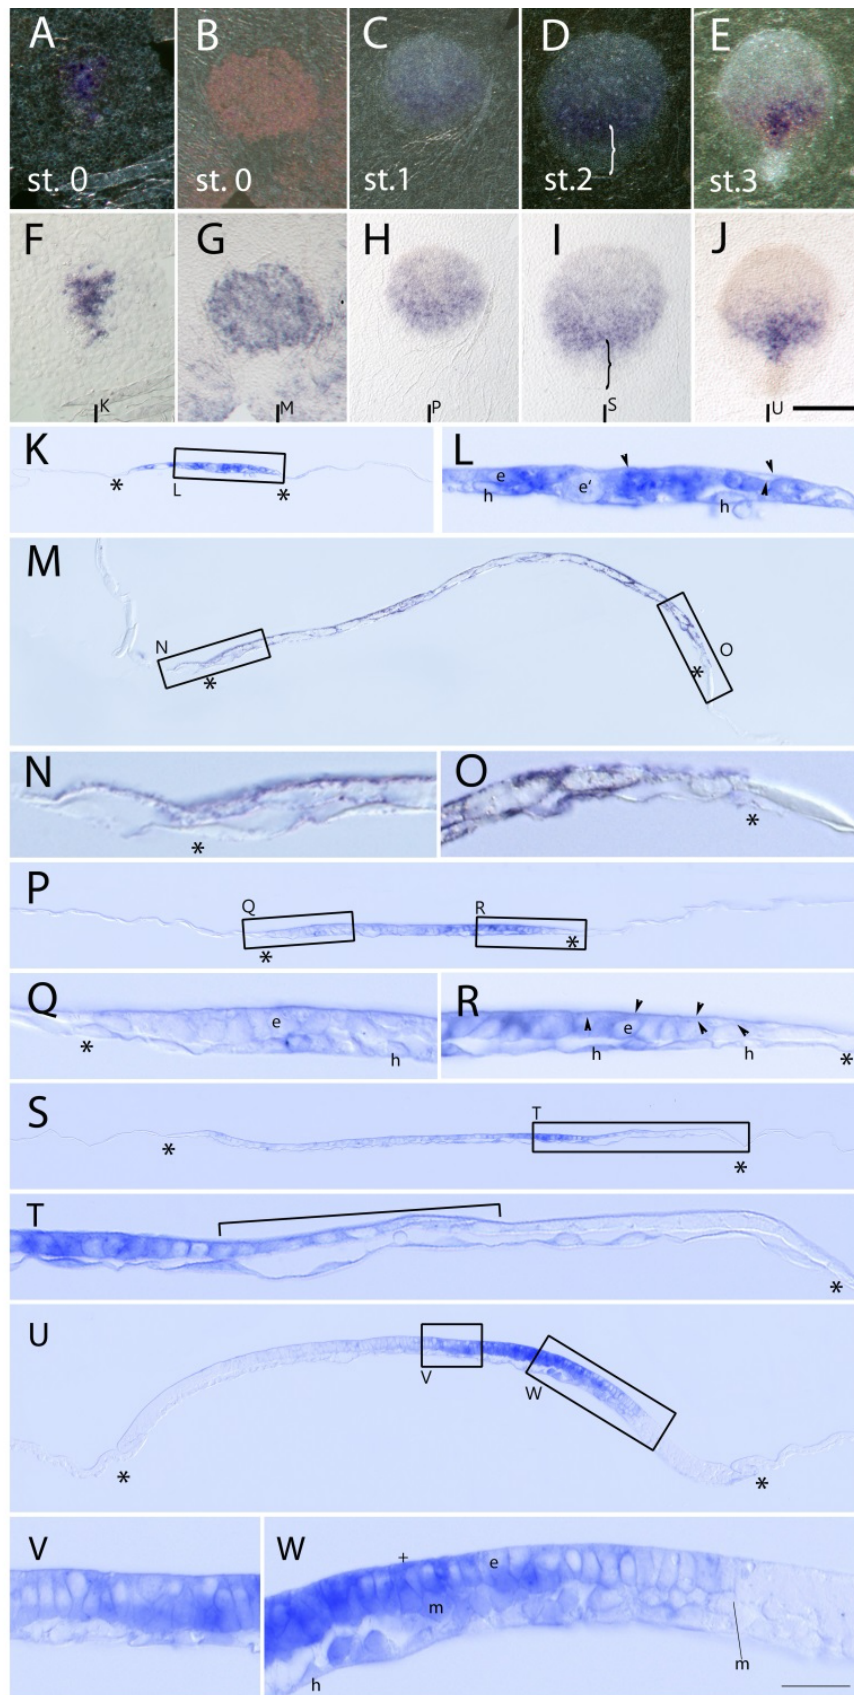 A B C D E
st. 0 st. 0 st.1 st.2 st.3
F G H I J
K M P S U
K L
* * L
e h e' h
M
N O
* *
N O
* *
P
Q R
* *
Q R
e h * e h h *
S
T
* *
T
*
U
V
W
* *
V W
+ e
m
m
h